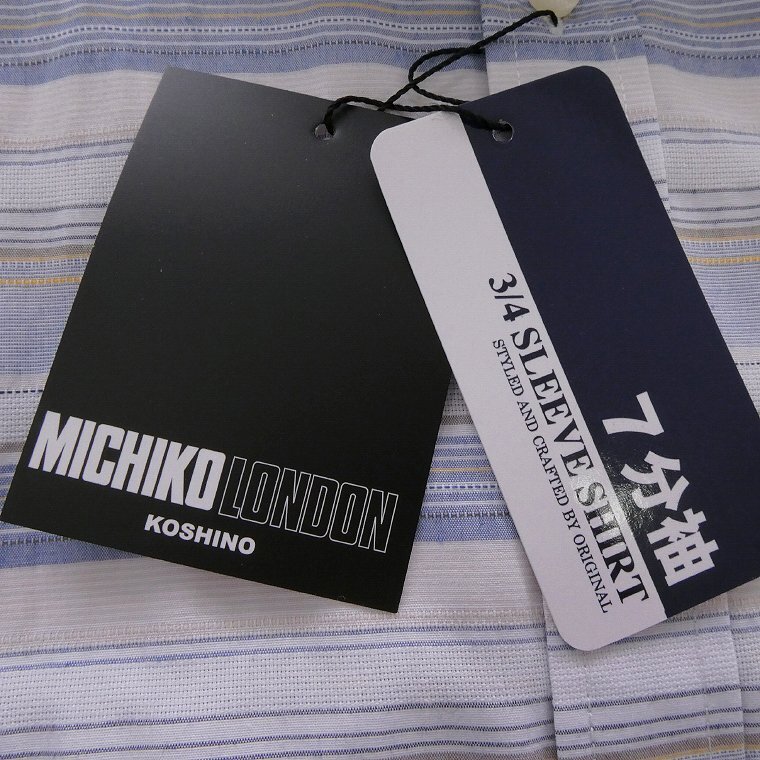 MICHIKO LONDON
KOSHINO
3/4 SLEEVE SHIRT
STYLED AND CRAFTED BY ORIGINAL
7分袖